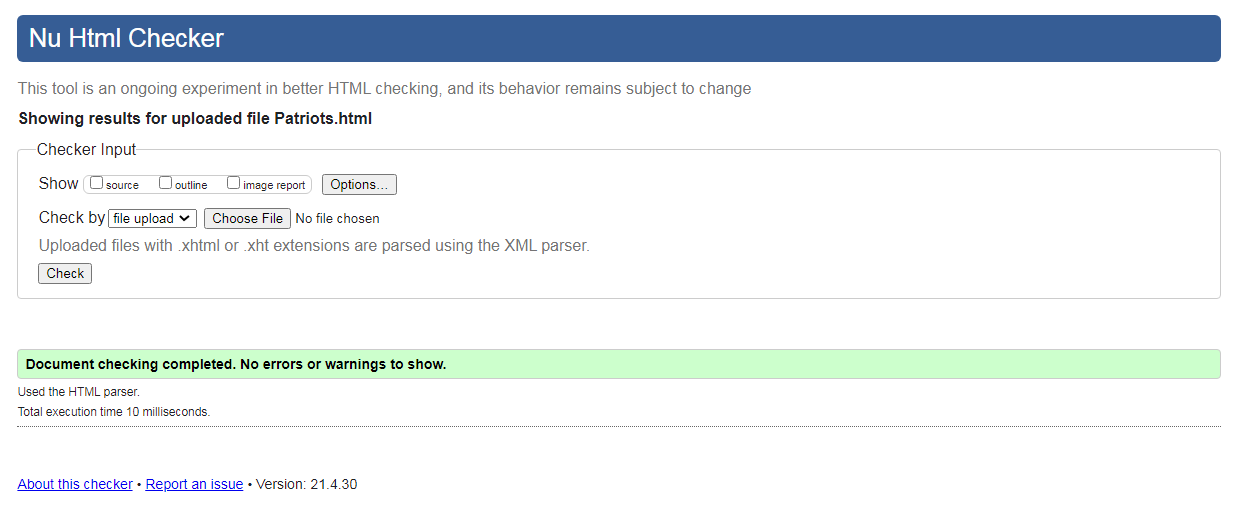 Nu Html Checker
This tool is an ongoing experiment in better HTML checking, and its behavior remains subject to change
Showing results for uploaded file Patriots.html
Checker Input
Show source outline image report Options...
Check by file upload Choose File No file chosen
Uploaded files with .xhtml or .xht extensions are parsed using the XML parser.
Check
Document checking completed. No errors or warnings to show.
Used the HTML parser.
Total execution time 10 milliseconds.
About this checker • Report an issue • Version: 21.4.30